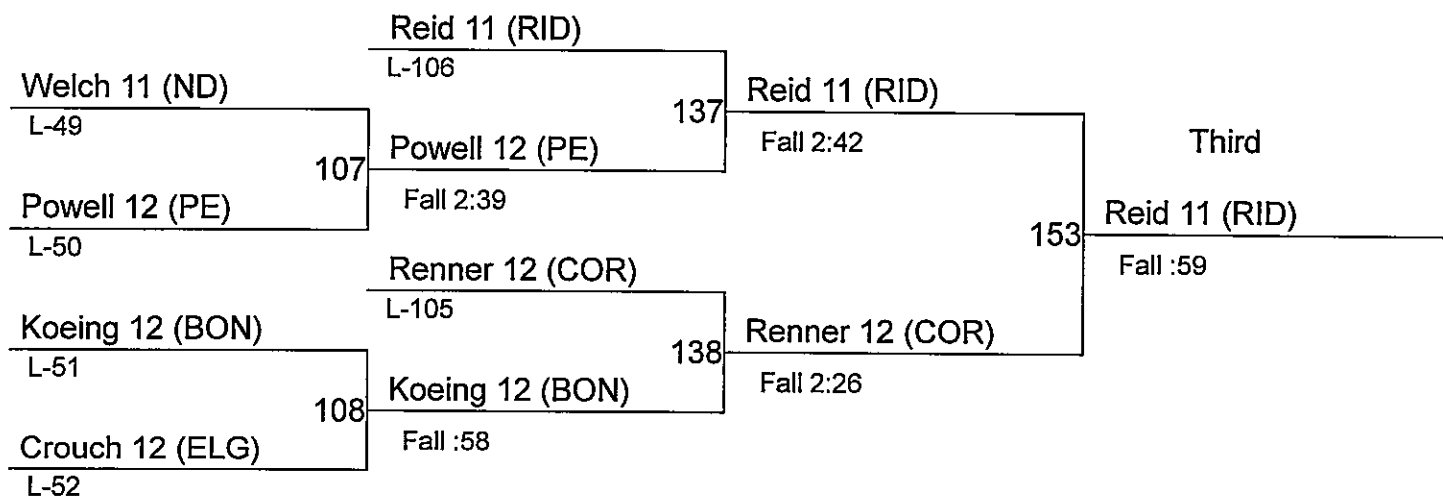 Reid 11 (RID)
L-106
Welch 11 (ND)
L-49
137
Reid 11 (RID)
Fall 2:42
Third
107
Powell 12 (PE)
Fall 2:39
Powell 12 (PE)
L-50
153
Reid 11 (RID)
Fall :59
Renner 12 (COR)
L-105
Koeing 12 (BON)
L-51
138
Renner 12 (COR)
Fall 2:26
108
Koeing 12 (BON)
Fall :58
Crouch 12 (ELG)
L-52